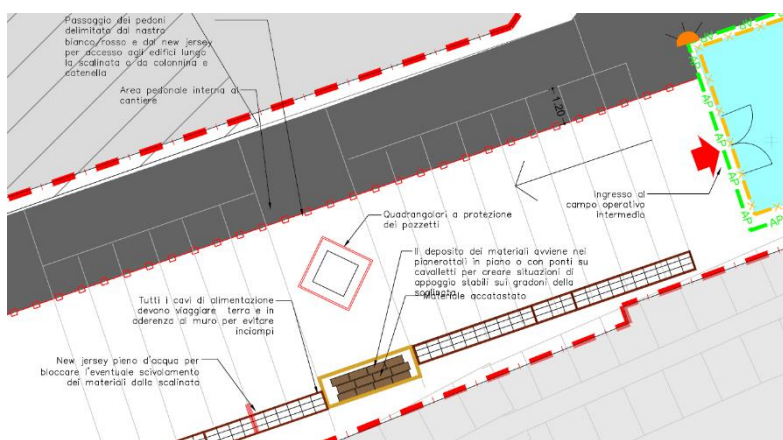 Passaggio dei pedoni
delimitato dal nastro
bianco rosso e dal new jersey
per accesso agli edifici lungo
la scalinata o da colonnina e
catenella
Area pedonale interna al
cantiere
1.20
AP
AP
AP
AP
AP
AP
Ingresso al
campo operativo
intermedio
Quadrangolari a protezione
dei pozzetti
Il deposito dei materiali avviene nei
pianerottoli in piano o con ponti su
cavalletti per creare situazioni di
appoggio stabili sui gradoni della
scalinata
Materiale accatastato
Tutti i cavi di alimentazione
devono viaggiare terra e in
aderenza al muro per evitare
inciampi
New jersey pieno d'acqua per
bloccare l'eventuale scivolamento
dei materiali dalla scalinata